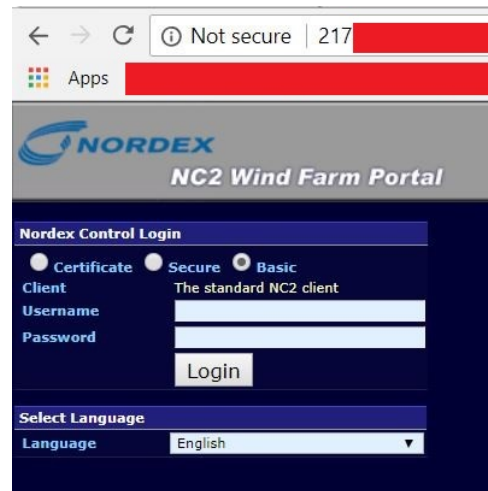 Not secure | 217
Apps
NORDEX
NC2 Wind Farm Portal
Nordex Control Login
Certificate Secure Basic
Client The standard NC2 client
Username
Password
Login
Select Language
Language English